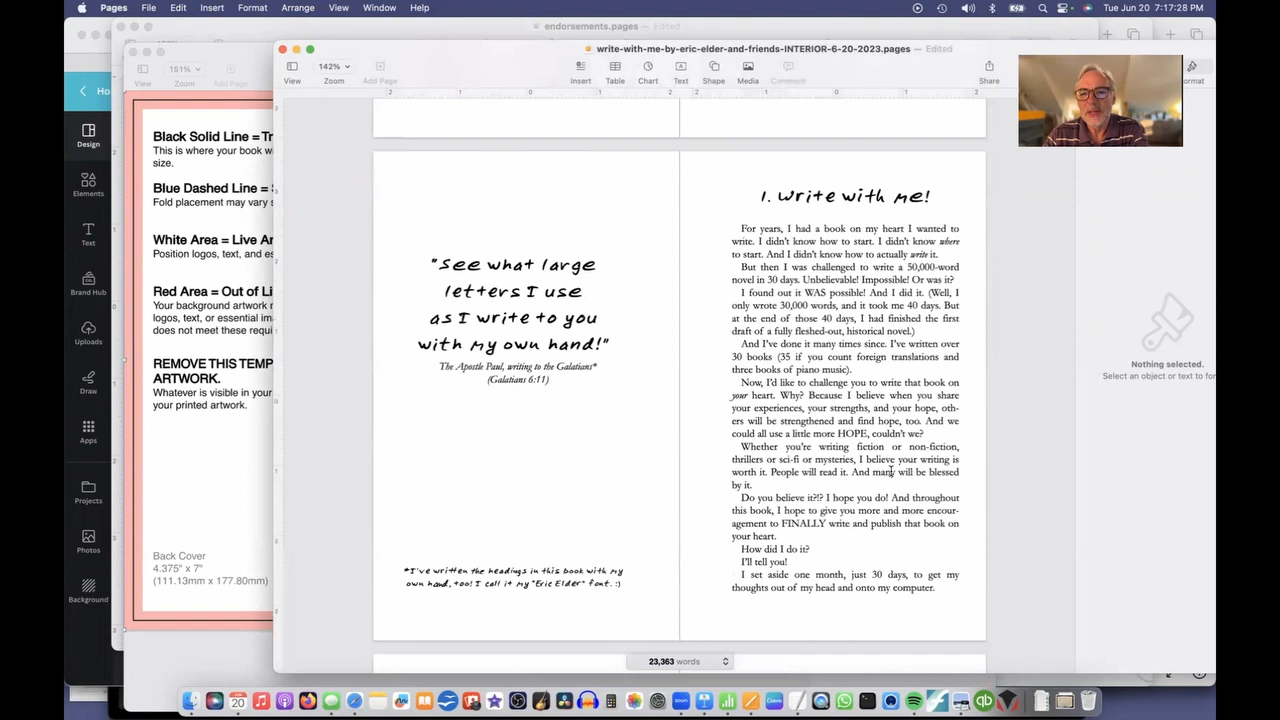 Pages File Edit Insert Format Arrange View Window Help
Tue Jun 20 7:17:28 PM
endorsements.pages — Edited
write-with-me-by-eric-elder-and-friends-INTERIOR-6-20-2023.pages — Edited
151%
View Zoom Add Page
142%
View Zoom Add Page
Insert Table Chart Text Shape Media Comment
Share
Design
Elements
Text
Brand Hub
Uploads
Draw
Apps
Projects
Photos
Background
Black Solid Line = Tr
This is where your book w
size.
Blue Dashed Line =
Fold placement may vary
White Area = Live Ar
Position logos, text, and es
Red Area = Out of Li
Your background artwork
logos, text, or essential im
does not meet these requi
REMOVE THIS TEMP
ARTWORK.
Whatever is visible in your
your printed artwork.
Back Cover
4.375" x 7"
(111.13mm x 177.80mm)
"See what large
letters I use
as I write to you
with my own hand!"
The Apostle Paul, writing to the Galatians*
(Galatians 6:11)
*I've written the headings in this book with my
own hand, too! I call it my "Eric Elder" font. :)
1. Write with me!
For years, I had a book on my heart I wanted to
write. I didn't know how to start. I didn't know where
to start. And I didn't know how to actually write it.
But then I was challenged to write a 50,000-word
novel in 30 days. Unbelievable! Impossible! Or was it?
I found out it WAS possible! And I did it. (Well, I
only wrote 30,000 words, and it took me 40 days. But
at the end of those 40 days, I had finished the first
draft of a fully fleshed-out, historical novel.)
And I've done it many times since. I've written over
30 books (35 if you count foreign translations and
three books of piano music).
Now, I'd like to challenge you to write that book on
your heart. Why? Because I believe when you share
your experiences, your strengths, and your hope, oth-
ers will be strengthened and find hope, too. And we
could all use a little more HOPE, couldn't we?
Whether you're writing fiction or non-fiction,
thrillers or sci-fi or mysteries, I believe your writing is
worth it. People will read it. And many will be blessed
by it.
Do you believe it?!? I hope you do! And throughout
this book, I hope to give you more and more encour-
agement to FINALLY write and publish that book on
your heart.
How did I do it?
I'll tell you!
I set aside one month, just 30 days, to get my
thoughts out of my head and onto my computer.
Nothing selected.
Select an object or text to for
23,363 words